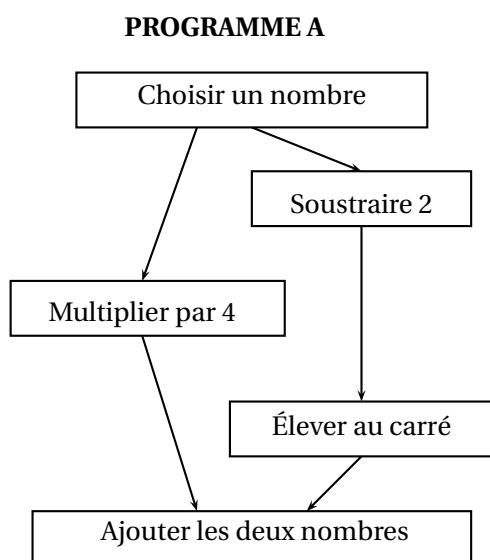 PROGRAMME A
Choisir un nombre
Soustraire 2
Multiplier par 4
Élever au carré
Ajouter les deux nombres